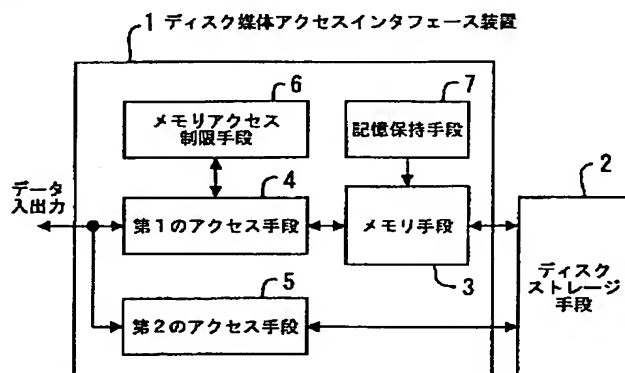 1 ディスク媒体アクセスインタフェース装置
6
メモリアクセス
制限手段
7
記憶保持手段
データ
入出力
4
第1のアクセス手段
メモリ手段
3
2
ディスク
ストレージ
手段
5
第2のアクセス手段